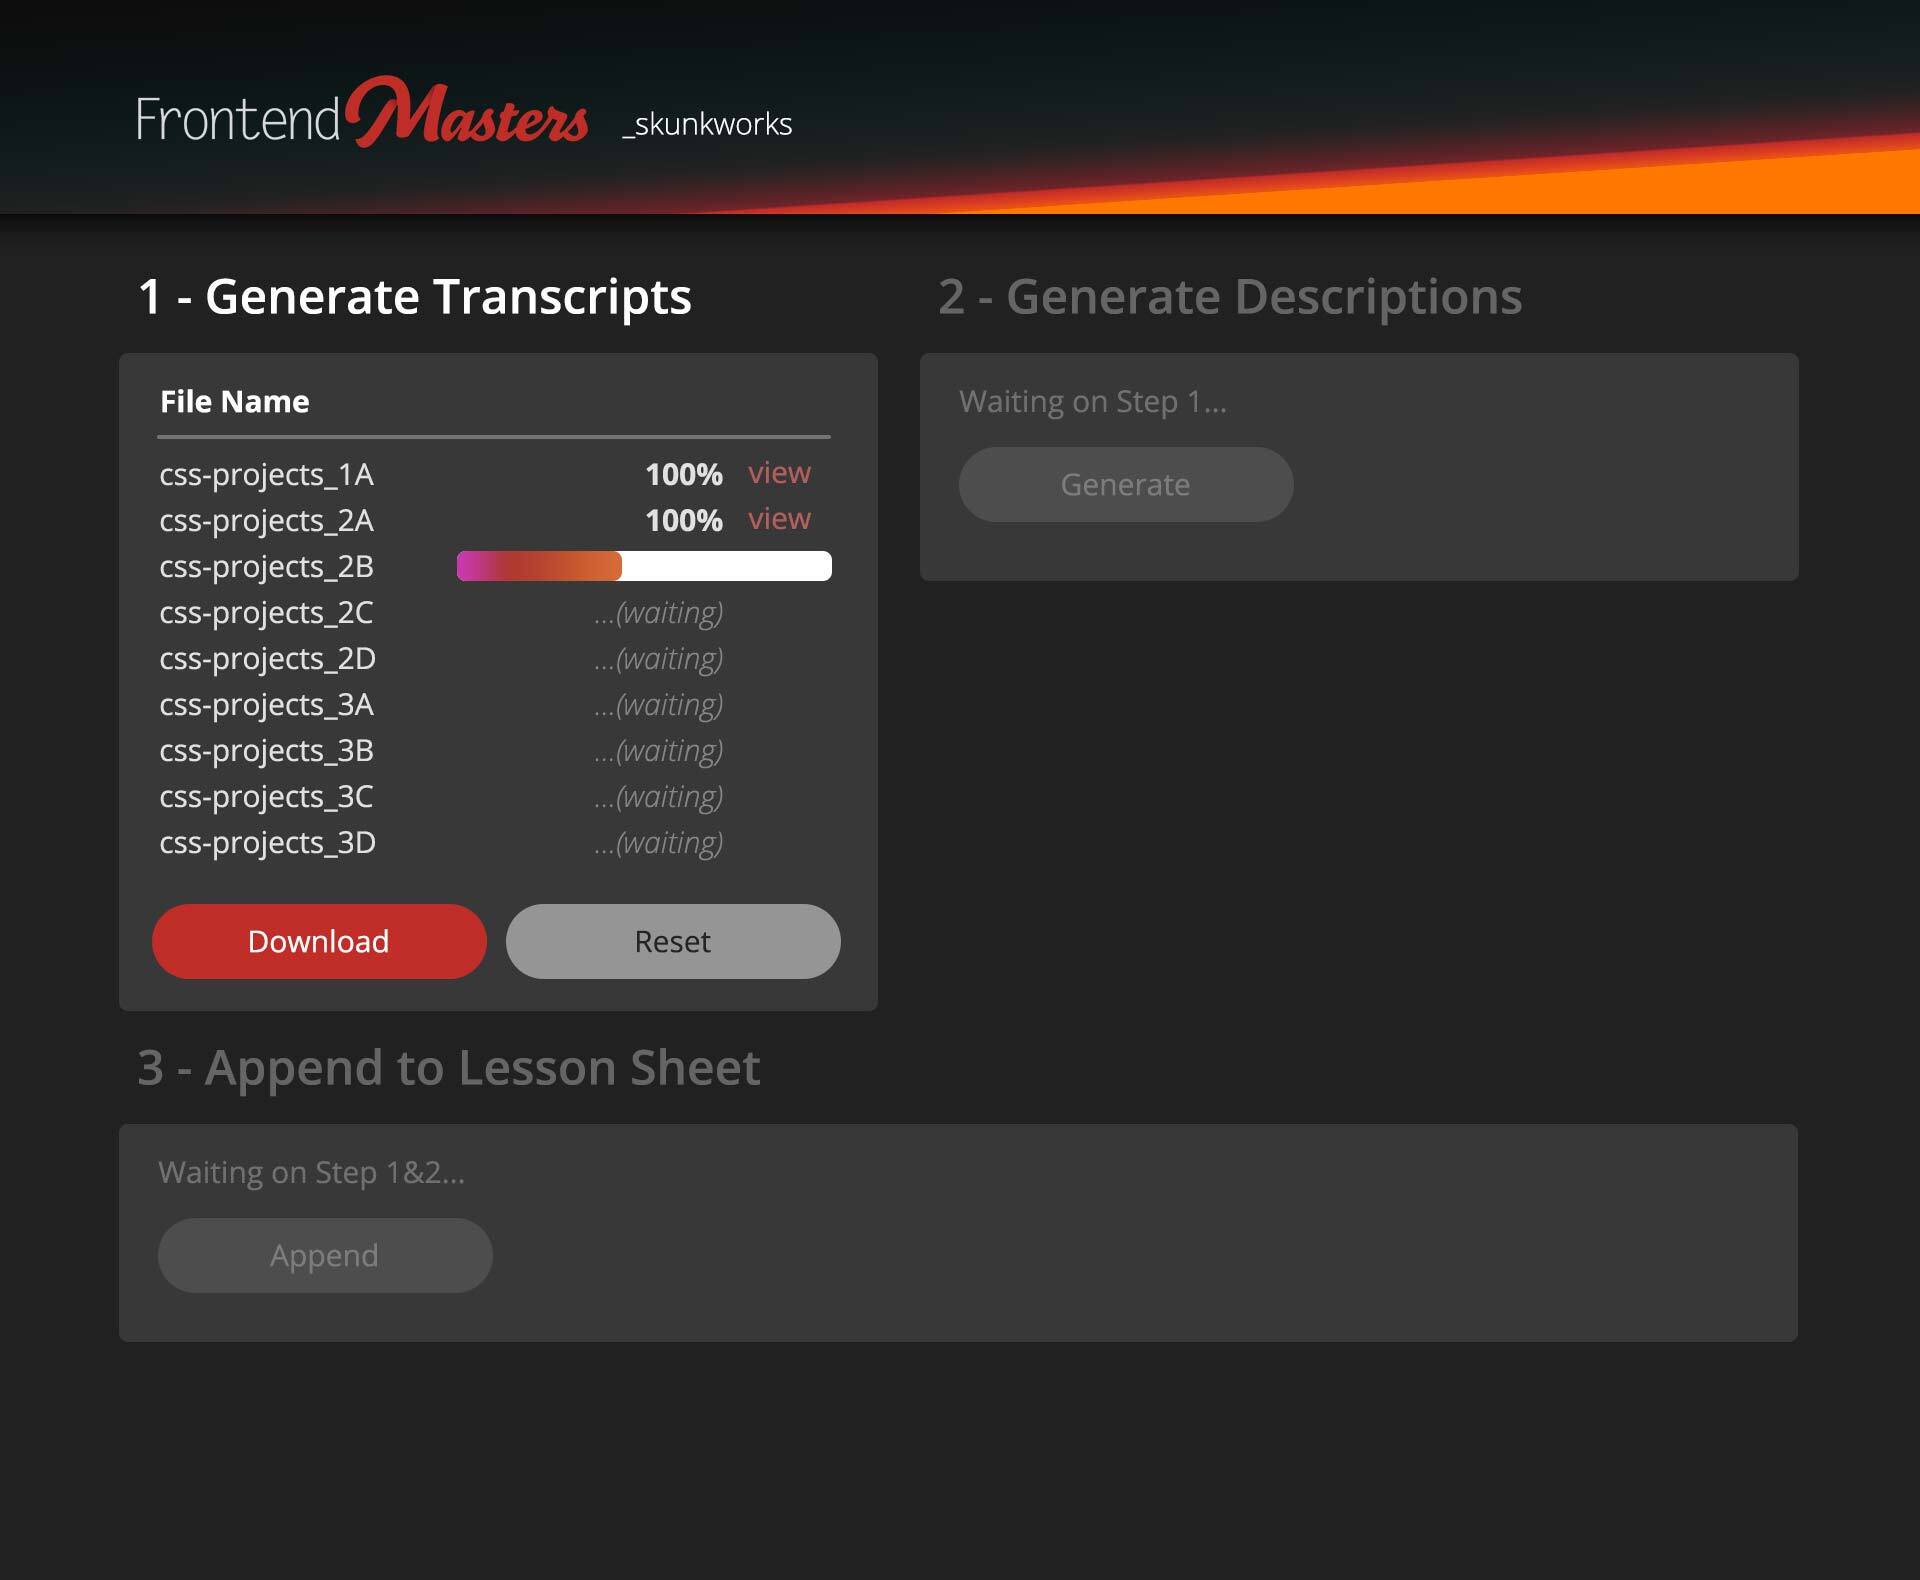 Frontend Masters _skunkworks
1 - Generate Transcripts
File Name
css-projects_1A 100% view
css-projects_2A 100% view
css-projects_2B
css-projects_2C ...(waiting)
css-projects_2D ...(waiting)
css-projects_3A ...(waiting)
css-projects_3B ...(waiting)
css-projects_3C ...(waiting)
css-projects_3D ...(waiting)
Download Reset
2 - Generate Descriptions
Waiting on Step 1...
Generate
3 - Append to Lesson Sheet
Waiting on Step 1&2...
Append